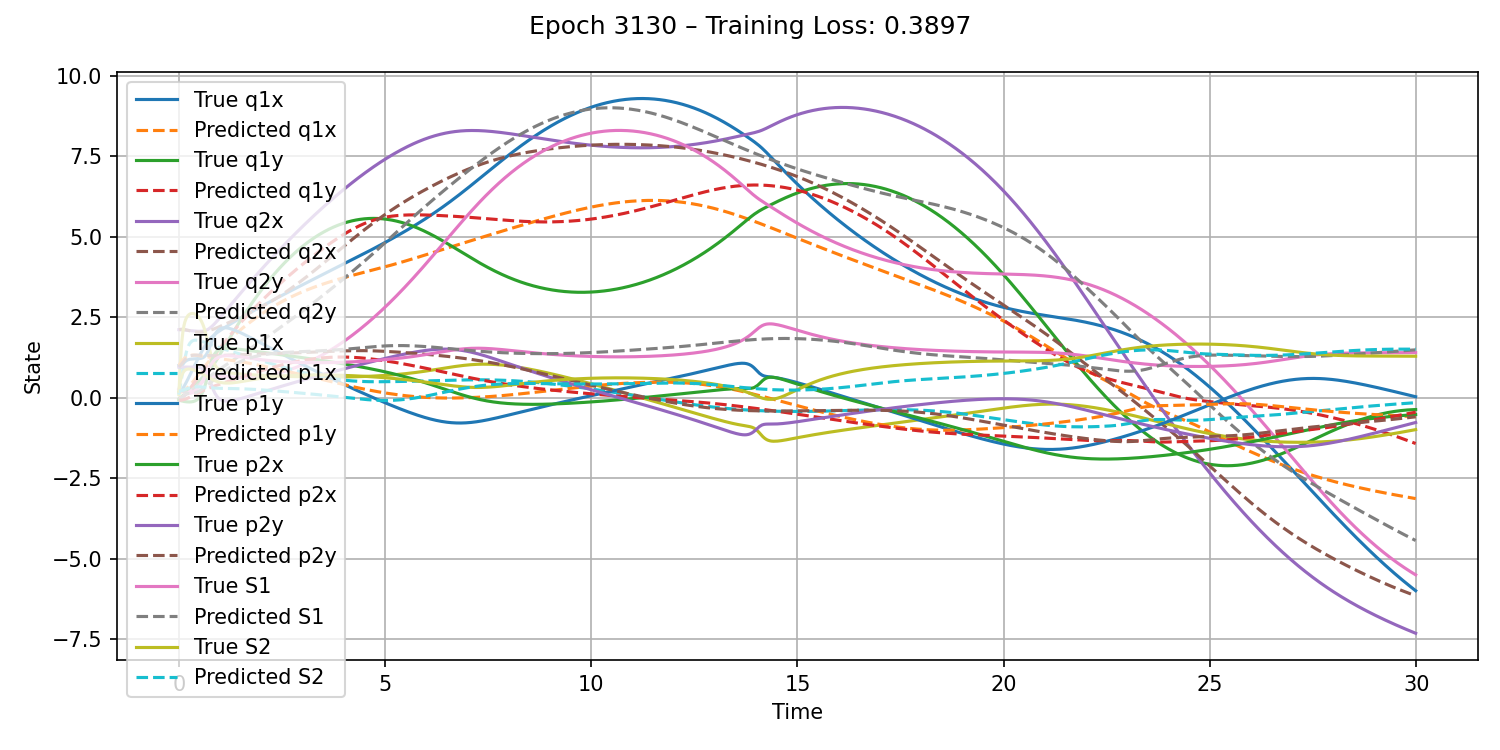 Epoch 3130 – Training Loss: 0.3897
10.0
7.5
5.0
2.5
0.0
−2.5
−5.0
−7.5
State
True q1x
Predicted q1x
True q1y
Predicted q1y
True q2x
Predicted q2x
True q2y
Predicted q2y
True p1x
Predicted p1x
True p1y
Predicted p1y
True p2x
Predicted p2x
True p2y
Predicted p2y
True S1
Predicted S1
True S2
Predicted S2
0 5 10 15 20 25 30
Time